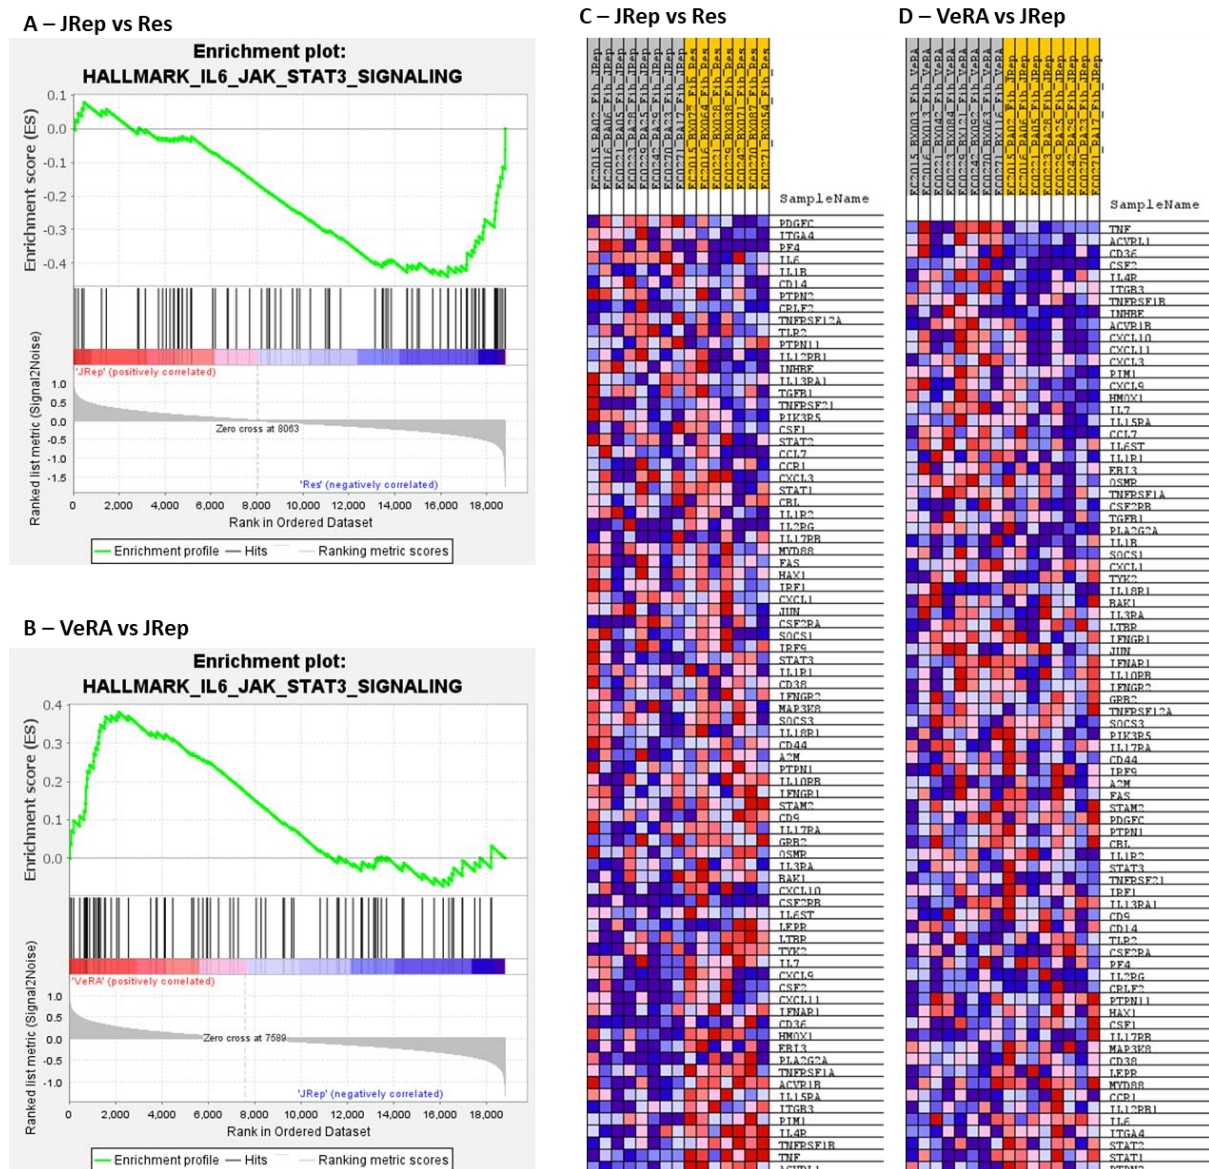 A – JRep vs Res
Enrichment plot:
HALLMARK_IL6_JAK_STAT3_SIGNALING
Enrichment score (ES)
0.1
0.0
-0.1
-0.2
-0.3
-0.4
'JRep' (positively correlated)
Ranked list metric (Signal2Noise)
1.0
0.5
0.0
-0.5
-1.0
-1.5
Zero cross at 8063
'Res' (negatively correlated)
0 2,000 4,000 6,000 8,000 10,000 12,000 14,000 16,000 18,000
Rank in Ordered Dataset
Enrichment profile Hits Ranking metric scores
B – VeRA vs JRep
Enrichment plot:
HALLMARK_IL6_JAK_STAT3_SIGNALING
Enrichment score (ES)
0.4
0.3
0.2
0.1
0.0
'VeRA' (positively correlated)
Ranked list metric (Signal2Noise)
1.0
0.5
0.0
-0.5
-1.0
Zero cross at 7589
'JRep' (negatively correlated)
0 2,000 4,000 6,000 8,000 10,000 12,000 14,000 16,000 18,000
Rank in Ordered Dataset
Enrichment profile Hits Ranking metric scores
C – JRep vs Res
SampleName
PDGFC
ITGA4
PF4
IL6
IL1B
CD14
PTPN2
CRLF2
TNFRSF12A
TLR2
PTPN11
IL12RB1
INHBE
IL13RA1
TGFB1
TNFRSF21
PIK3R5
CSF1
STAT2
CCL7
CCR1
CXCL3
STAT1
CBL
IL1R2
IL2RG
IL17RB
MYD88
FAS
HAX1
IRF1
CXCL1
JUN
CSF2RA
SOCS1
IRF9
STAT3
IL1R1
CD38
IFNGR2
MAP3K8
SOCS3
IL18R1
CD44
A2M
PTPN1
IL10RB
IFNGR1
STAM2
CD9
IL17RA
GRB2
OSMR
IL3RA
BAK1
CXCL10
CSF2RB
IL6ST
LEPR
LTBR
TYK2
IL7
CXCL9
CSF2
CXCL11
IFNAR1
CD36
HMOX1
EBI3
PLA2G2A
TNFRSF1A
ACVR1B
IL15RA
ITGB3
PIM1
IL4R
TNFRSF1B
TNF
ACVRL1
D – VeRA vs JRep
SampleName
TNF
ACVRL1
CD36
CSF2
IL4R
ITGB3
TNFRSF1B
INHBE
ACVR1B
CXCL10
CXCL11
CXCL3
PIM1
CXCL9
HMOX1
IL7
IL15RA
CCL7
IL6ST
IL1R1
EBI3
OSMR
TNFRSF1A
CSF2RB
TGFB1
PLA2G2A
IL1B
SOCS1
CXCL1
TYK2
IL18R1
BAK1
IL3RA
LTBR
IFNGR1
JUN
IFNAR1
IL10RB
IFNGR2
GRB2
TNFRSF12A
SOCS3
PIK3R5
IL17RA
CD44
IRF9
A2M
FAS
STAM2
PDGFC
PTPN1
CBL
IL1R2
STAT3
TNFRSF21
IRF1
IL13RA1
CD9
CD14
TLR2
CSF2RA
PF4
IL2RG
CRLF2
PTPN11
HAX1
CSF1
IL17RB
MAP3K8
CD38
LEPR
MYD88
CCR1
IL12RB1
IL6
ITGA4
STAT2
STAT1
PTPN2